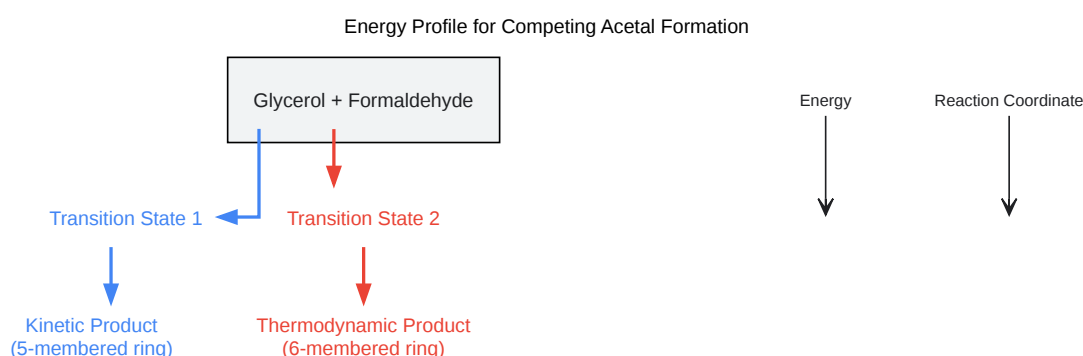 Energy Profile for Competing Acetal Formation
Glycerol + Formaldehyde
Energy
Reaction Coordinate
Transition State 1
Transition State 2
Kinetic Product
(5-membered ring)
Thermodynamic Product
(6-membered ring)